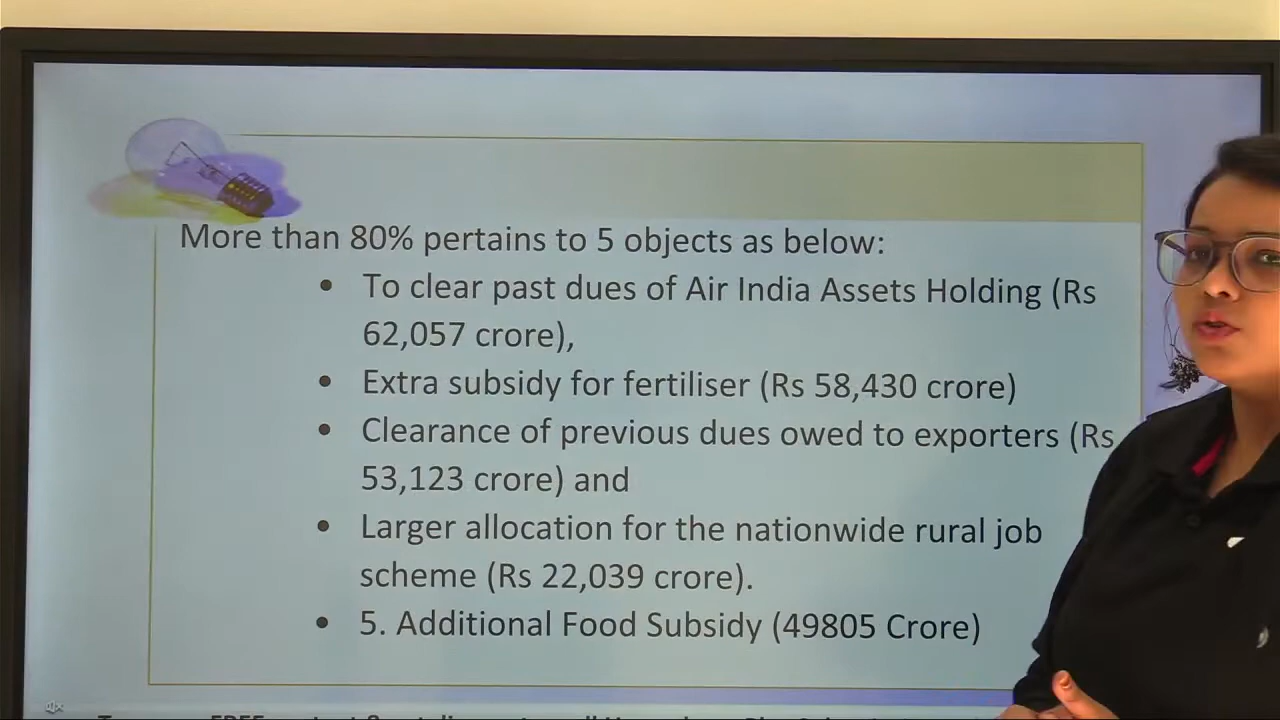 More than 80% pertains to 5 objects as below:
• To clear past dues of Air India Assets Holding (Rs
62,057 crore),
• Extra subsidy for fertiliser (Rs 58,430 crore)
• Clearance of previous dues owed to exporters (Rs
53,123 crore) and
• Larger allocation for the nationwide rural job
scheme (Rs 22,039 crore).
• 5. Additional Food Subsidy (49805 Crore)